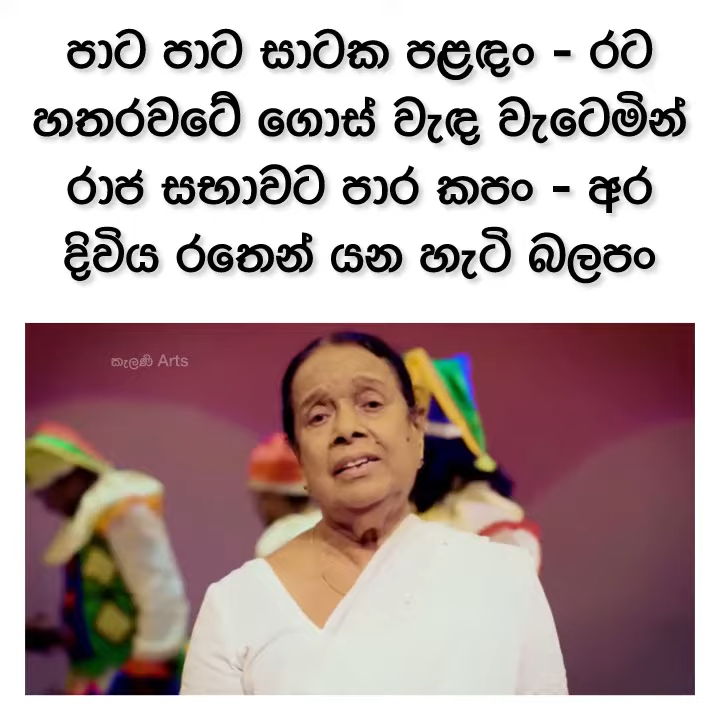 පාට පාට සාටක පළඳං - රට
හතරවටේ ගොස් වැඳ වැටෙමින්
රාජ සභාවට පාර කපං - අර
දිවිය රතෙන් යන හැටි බලපං
කැලණි Arts